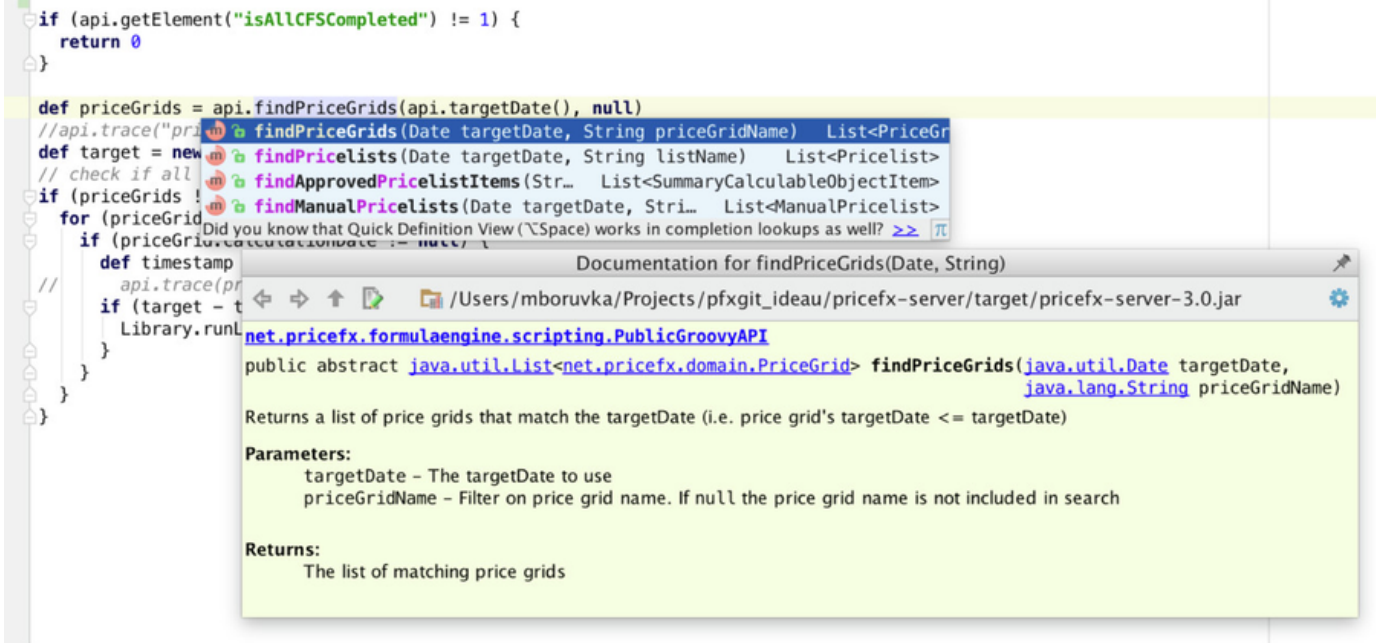 if (api.getElement("isAllCFSCompleted") != 1) {
return 0
}
def priceGrids = api.findPriceGrids(api.targetDate(), null)
//api.trace("pri
def target = new
// check if all
if (priceGrids !
for (priceGrid
if (priceGrid.calculationDate != null) {
def timestamp
// api.trace(pr
if (target - t
Library.runL
}
}
}
}
findPriceGrids(Date targetDate, String priceGridName) List<PriceGr
findPricelists(Date targetDate, String listName) List<Pricelist>
findApprovedPricelistItems(Str… List<SummaryCalculableObjectItem>
findManualPricelists(Date targetDate, Stri… List<ManualPricelist>
Did you know that Quick Definition View (⌥Space) works in completion lookups as well? >> π
Documentation for findPriceGrids(Date, String)
/Users/mboruvka/Projects/pfxgit_ideau/pricefx-server/target/pricefx-server-3.0.jar
net.pricefx.formulaengine.scripting.PublicGroovyAPI
public abstract java.util.List<net.pricefx.domain.PriceGrid> findPriceGrids(java.util.Date targetDate,
java.lang.String priceGridName)
Returns a list of price grids that match the targetDate (i.e. price grid's targetDate <= targetDate)
Parameters:
targetDate – The targetDate to use
priceGridName – Filter on price grid name. If null the price grid name is not included in search
Returns:
The list of matching price grids